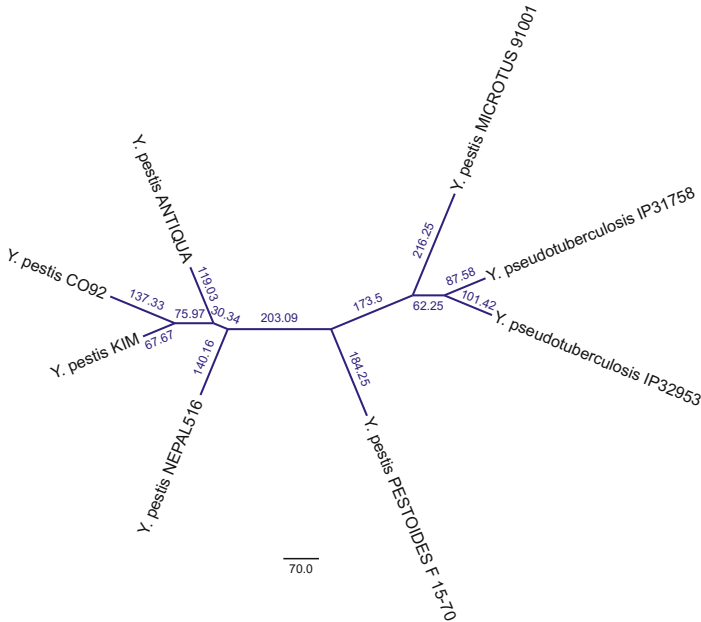 Y. pestis MICROTUS 91001
Y. pestis ANTIQUA
Y. pseudotuberculosis IP31758
216.25
Y. pestis CO92
119.03
87.58
137.33
173.5
101.42
75.97
30.34
203.09
62.25
Y. pseudotuberculosis IP32953
Y. pestis KIM
67.67
140.16
184.25
Y. pestis NEPAL516
Y. pestis PESTOIDES F 15-70
70.0